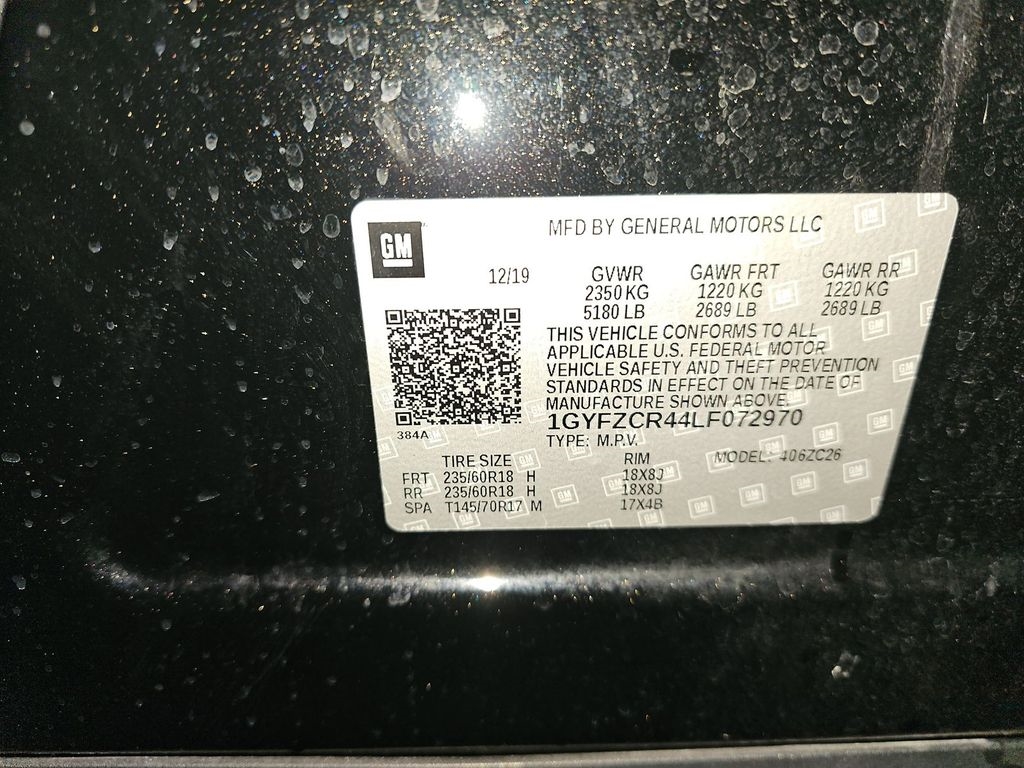 GM
MFD BY GENERAL MOTORS LLC
12/19 GVWR GAWR FRT GAWR RR
2350 KG 1220 KG 1220 KG
5180 LB 2689 LB 2689 LB
THIS VEHICLE CONFORMS TO ALL
APPLICABLE U.S. FEDERAL MOTOR
VEHICLE SAFETY AND THEFT PREVENTION
STANDARDS IN EFFECT ON THE DATE OF
MANUFACTURE SHOWN ABOVE.
1GYFZCR44LF072970
384A
TYPE: M.P.V.
MODEL: 406ZC26
TIRE SIZE RIM
FRT 235/60R18 H 18X8J
RR 235/60R18 H 18X8J
SPA T145/70R17 M 17X4B